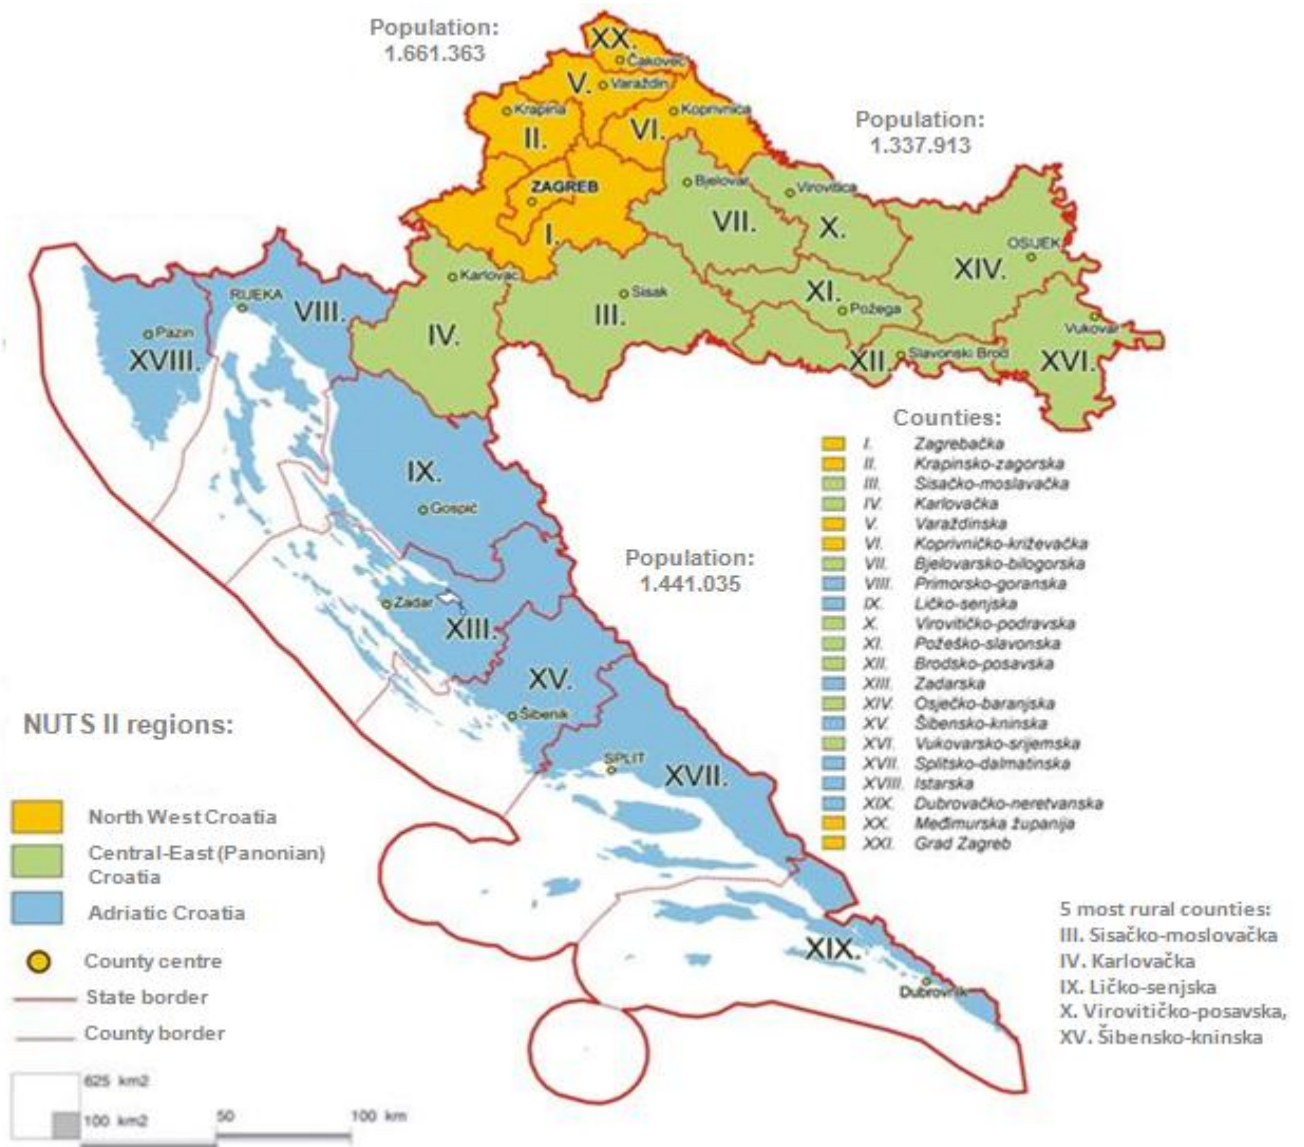 Population:
1.661.363
XX.
Čakovec
V.
Varaždin
Krapina
Koprivnica
II.
VI.
Population:
1.337.913
ZAGREB
I.
Bjelovar
Virovitica
VII.
X.
OSIJEK
XIV.
Karlovac
Sisak
III.
IV.
XI.
Požega
Vukovar
XII.
Slavonski Brod
XVI.
RIJEKA
VIII.
Pazin
XVIII.
IX.
Gospić
Zadar
XIII.
XV.
Šibenik
SPLIT
XVII.
XIX.
Dubrovnik
Population:
1.441.035
Counties:
I. Zagrebačka
II. Krapinsko-zagorska
III. Sisačko-moslavačka
IV. Karlovačka
V. Varaždinska
VI. Koprivničko-križevačka
VII. Bjelovarsko-bilogorska
VIII. Primorsko-goranska
IX. Ličko-senjska
X. Virovitičko-podravska
XI. Požeško-slavonska
XII. Brodsko-posavska
XIII. Zadarska
XIV. Osječko-baranjska
XV. Šibensko-kninska
XVI. Vukovarsko-srijemska
XVII. Splitsko-dalmatinska
XVIII. Istarska
XIX. Dubrovačko-neretvanska
XX. Međimurska županija
XXI. Grad Zagreb
NUTS II regions:
North West Croatia
Central-East (Panonian)
Croatia
Adriatic Croatia
County centre
State border
County border
625 km2
100 km2
50
100 km
5 most rural counties:
III. Sisačko-moslovačka
IV. Karlovačka
IX. Ličko-senjska
X. Virovitičko-posavska,
XV. Šibensko-kninska